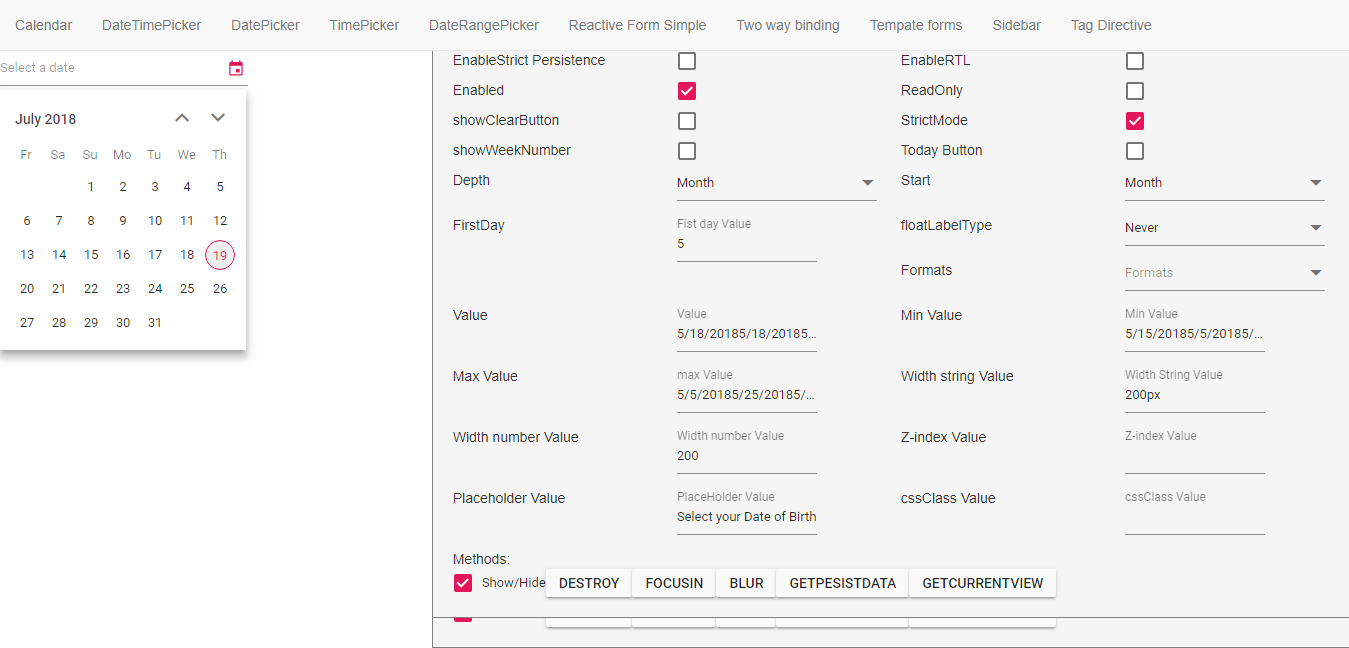 Calendar DateTimePicker DatePicker TimePicker DateRangePicker Reactive Form Simple Two way binding Tempate forms Sidebar Tag Directive
Select a date
July 2018
Fr Sa Su Mo Tu We Th
1 2 3 4 5
6 7 8 9 10 11 12
13 14 15 16 17 18 19
20 21 22 23 24 25 26
27 28 29 30 31
EnableStrict Persistence EnableRTL
Enabled ReadOnly
showClearButton StrictMode
showWeekNumber Today Button
Depth Month Start Month
FirstDay Fist day Value floatLabelType Never
5
Formats Formats
Value Value Min Value Min Value
5/18/20185/18/20185... 5/15/20185/5/20185/...
Max Value max Value Width string Value Width String Value
5/5/20185/25/20185/... 200px
Width number Value Width number Value Z-index Value Z-index Value
200
Placeholder Value PlaceHolder Value cssClass Value cssClass Value
Select your Date of Birth
Methods:
Show/Hide DESTROY FOCUSIN BLUR GETPESISTDATA GETCURRENTVIEW